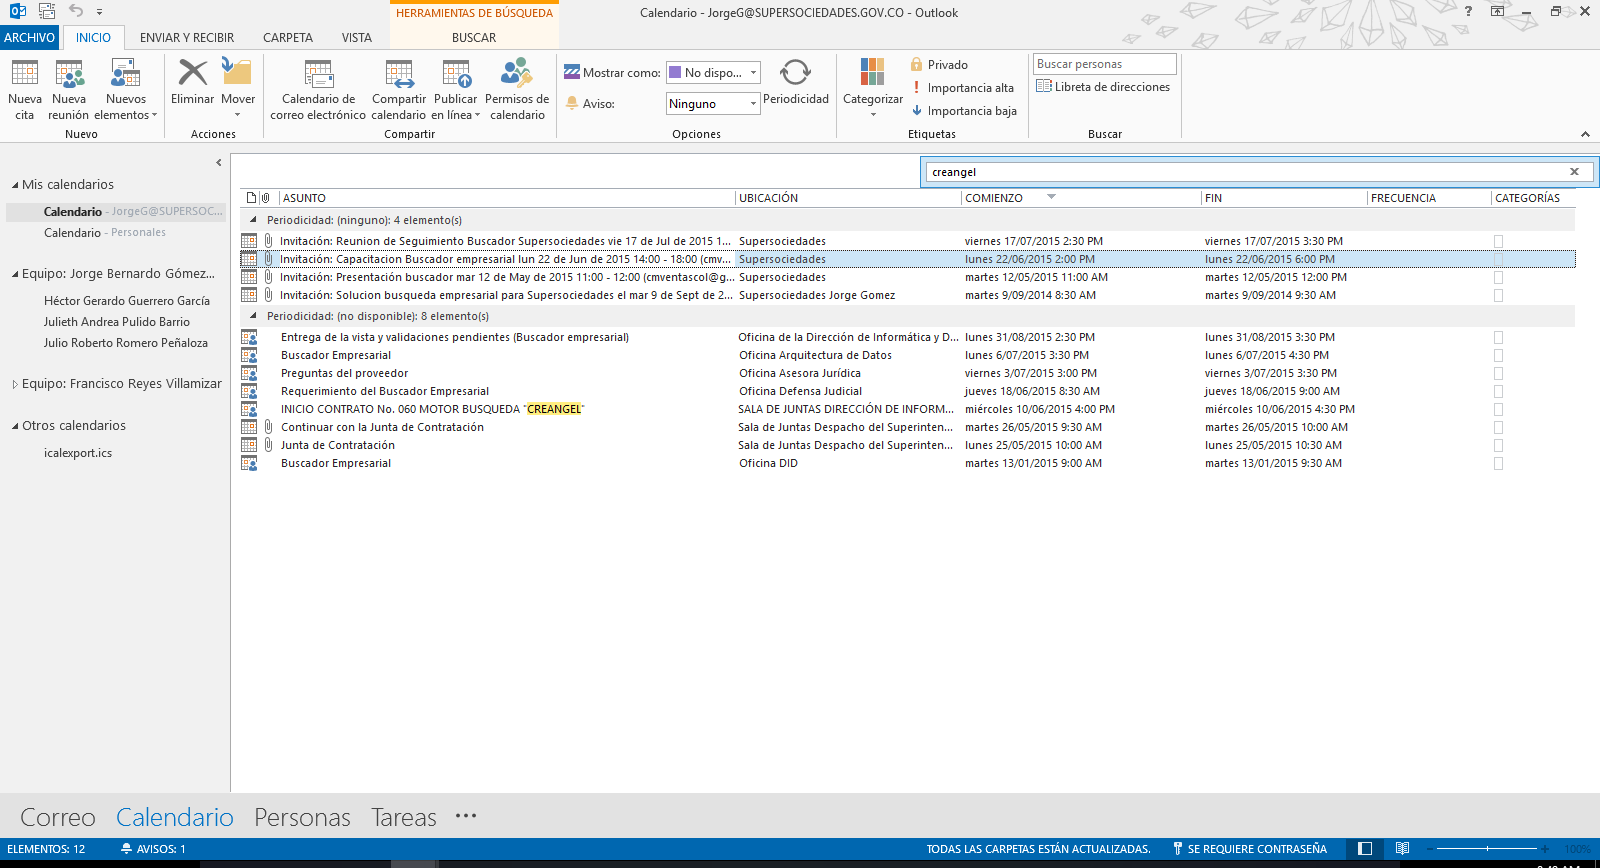 HERRAMIENTAS DE BÚSQUEDA
Calendario - JorgeG@SUPERSOCIEDADES.GOV.CO - Outlook
?
ARCHIVO INICIO ENVIAR Y RECIBIR CARPETA VISTA BUSCAR
Nueva cita
Nueva reunión
Nuevos elementos
Nuevo
Eliminar
Mover
Acciones
Calendario de correo electrónico
Compartir calendario
Publicar en línea
Permisos de calendario
Compartir
Mostrar como: No dispo...
Aviso: Ninguno
Periodicidad
Opciones
Categorizar
Privado
Importancia alta
Importancia baja
Etiquetas
Buscar personas
Libreta de direcciones
Buscar
Mis calendarios
Calendario - JorgeG@SUPERSOC...
Calendario - Personales
Equipo: Jorge Bernardo Gómez...
Héctor Gerardo Guerrero García
Julieth Andrea Pulido Barrio
Julio Roberto Romero Peñaloza
Equipo: Francisco Reyes Villamizar
Otros calendarios
icalexport.ics
creangel
ASUNTO UBICACIÓN COMIENZO FIN FRECUENCIA CATEGORÍAS
Periodicidad: (ninguno): 4 elemento(s)
Invitación: Reunion de Seguimiento Buscador Supersociedades vie 17 de Jul de 2015 1... Supersociedades viernes 17/07/2015 2:30 PM viernes 17/07/2015 3:30 PM
Invitación: Capacitacion Buscador empresarial lun 22 de Jun de 2015 14:00 - 18:00 (cmv... Supersociedades lunes 22/06/2015 2:00 PM lunes 22/06/2015 6:00 PM
Invitación: Presentación buscador mar 12 de May de 2015 11:00 - 12:00 (cmventascol@g... Supersociedades martes 12/05/2015 11:00 AM martes 12/05/2015 12:00 PM
Invitación: Solucion busqueda empresarial para Supersociedades el mar 9 de Sept de 2... Supersociedades Jorge Gomez martes 9/09/2014 8:30 AM martes 9/09/2014 9:30 AM
Periodicidad: (no disponible): 8 elemento(s)
Entrega de la vista y validaciones pendientes (Buscador empresarial) Oficina de la Dirección de Informática y D... lunes 31/08/2015 2:30 PM lunes 31/08/2015 3:30 PM
Buscador Empresarial Oficina Arquitectura de Datos lunes 6/07/2015 3:30 PM lunes 6/07/2015 4:30 PM
Preguntas del proveedor Oficina Asesora Jurídica viernes 3/07/2015 3:00 PM viernes 3/07/2015 3:30 PM
Requerimiento del Buscador Empresarial Oficina Defensa Judicial jueves 18/06/2015 8:30 AM jueves 18/06/2015 9:00 AM
INICIO CONTRATO No. 060 MOTOR BUSQUEDA "CREANGEL" SALA DE JUNTAS DIRECCIÓN DE INFORM... miércoles 10/06/2015 4:00 PM miércoles 10/06/2015 4:30 PM
Continuar con la Junta de Contratación Sala de Juntas Despacho del Superinten... martes 26/05/2015 9:30 AM martes 26/05/2015 10:00 AM
Junta de Contratación Sala de Juntas Despacho del Superinten... lunes 25/05/2015 10:00 AM lunes 25/05/2015 10:30 AM
Buscador Empresarial Oficina DID martes 13/01/2015 9:00 AM martes 13/01/2015 9:30 AM
Correo Calendario Personas Tareas ...
ELEMENTOS: 12 AVISOS: 1 TODAS LAS CARPETAS ESTÁN ACTUALIZADAS. SE REQUIERE CONTRASEÑA 100%